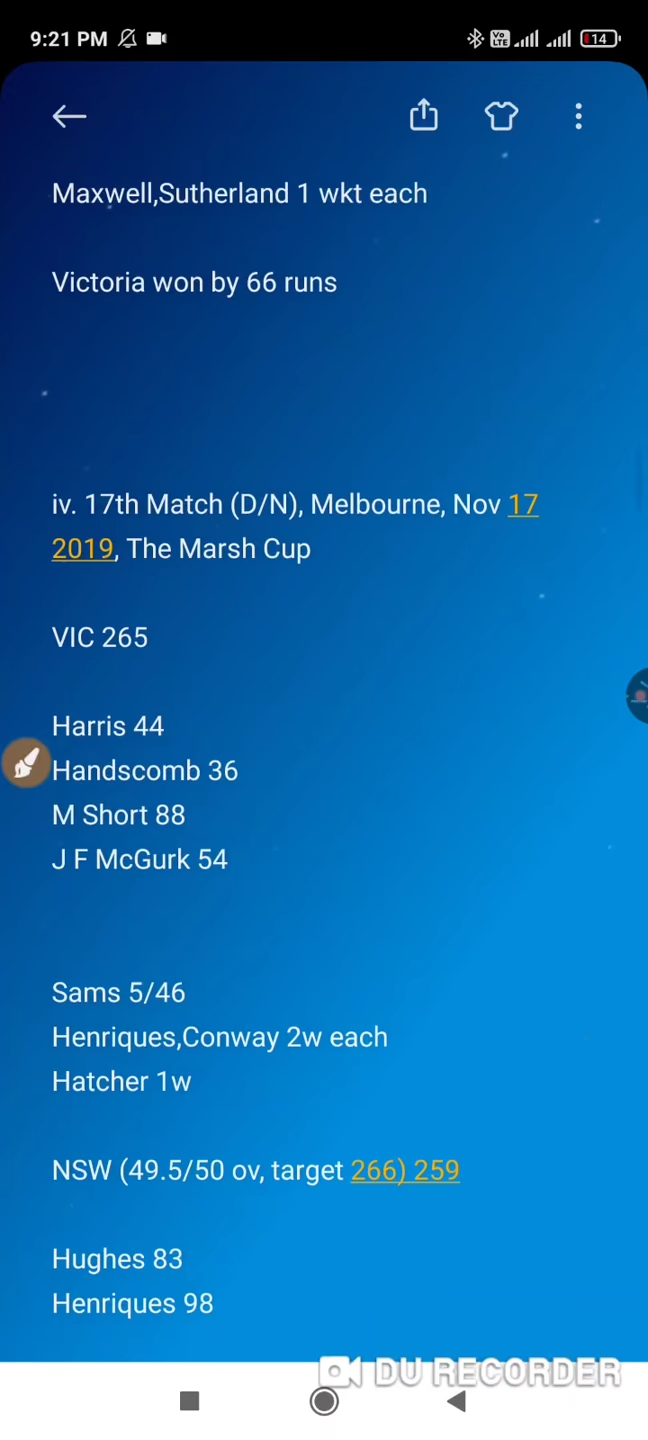 9:21 PM
Vo LTE
14
Maxwell,Sutherland 1 wkt each
Victoria won by 66 runs
iv. 17th Match (D/N), Melbourne, Nov 17
2019, The Marsh Cup
VIC 265
Harris 44
Handscomb 36
M Short 88
J F McGurk 54
Sams 5/46
Henriques,Conway 2w each
Hatcher 1w
NSW (49.5/50 ov, target 266) 259
Hughes 83
Henriques 98
DU RECORDER